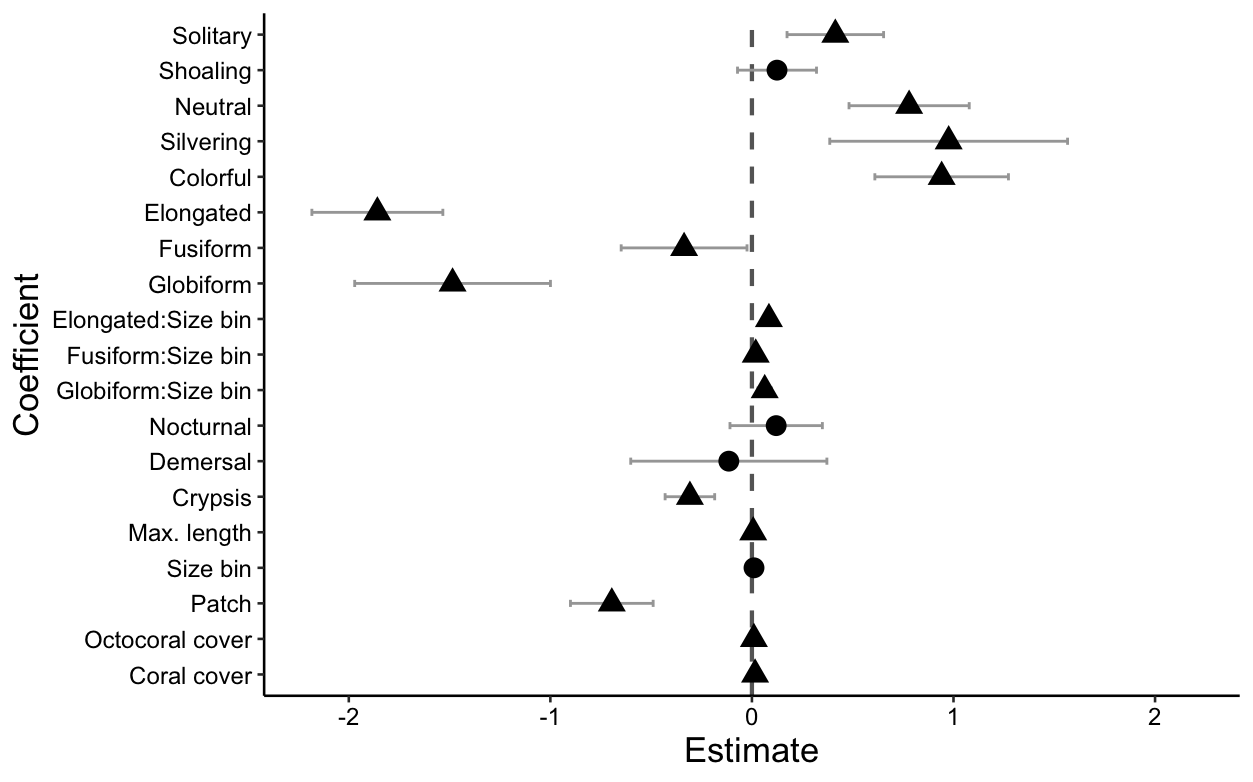 Coefficient
Solitary
Shoaling
Neutral
Silvering
Colorful
Elongated
Fusiform
Globiform
Elongated:Size bin
Fusiform:Size bin
Globiform:Size bin
Nocturnal
Demersal
Crypsis
Max. length
Size bin
Patch
Octocoral cover
Coral cover
-2 -1 0 1 2
Estimate